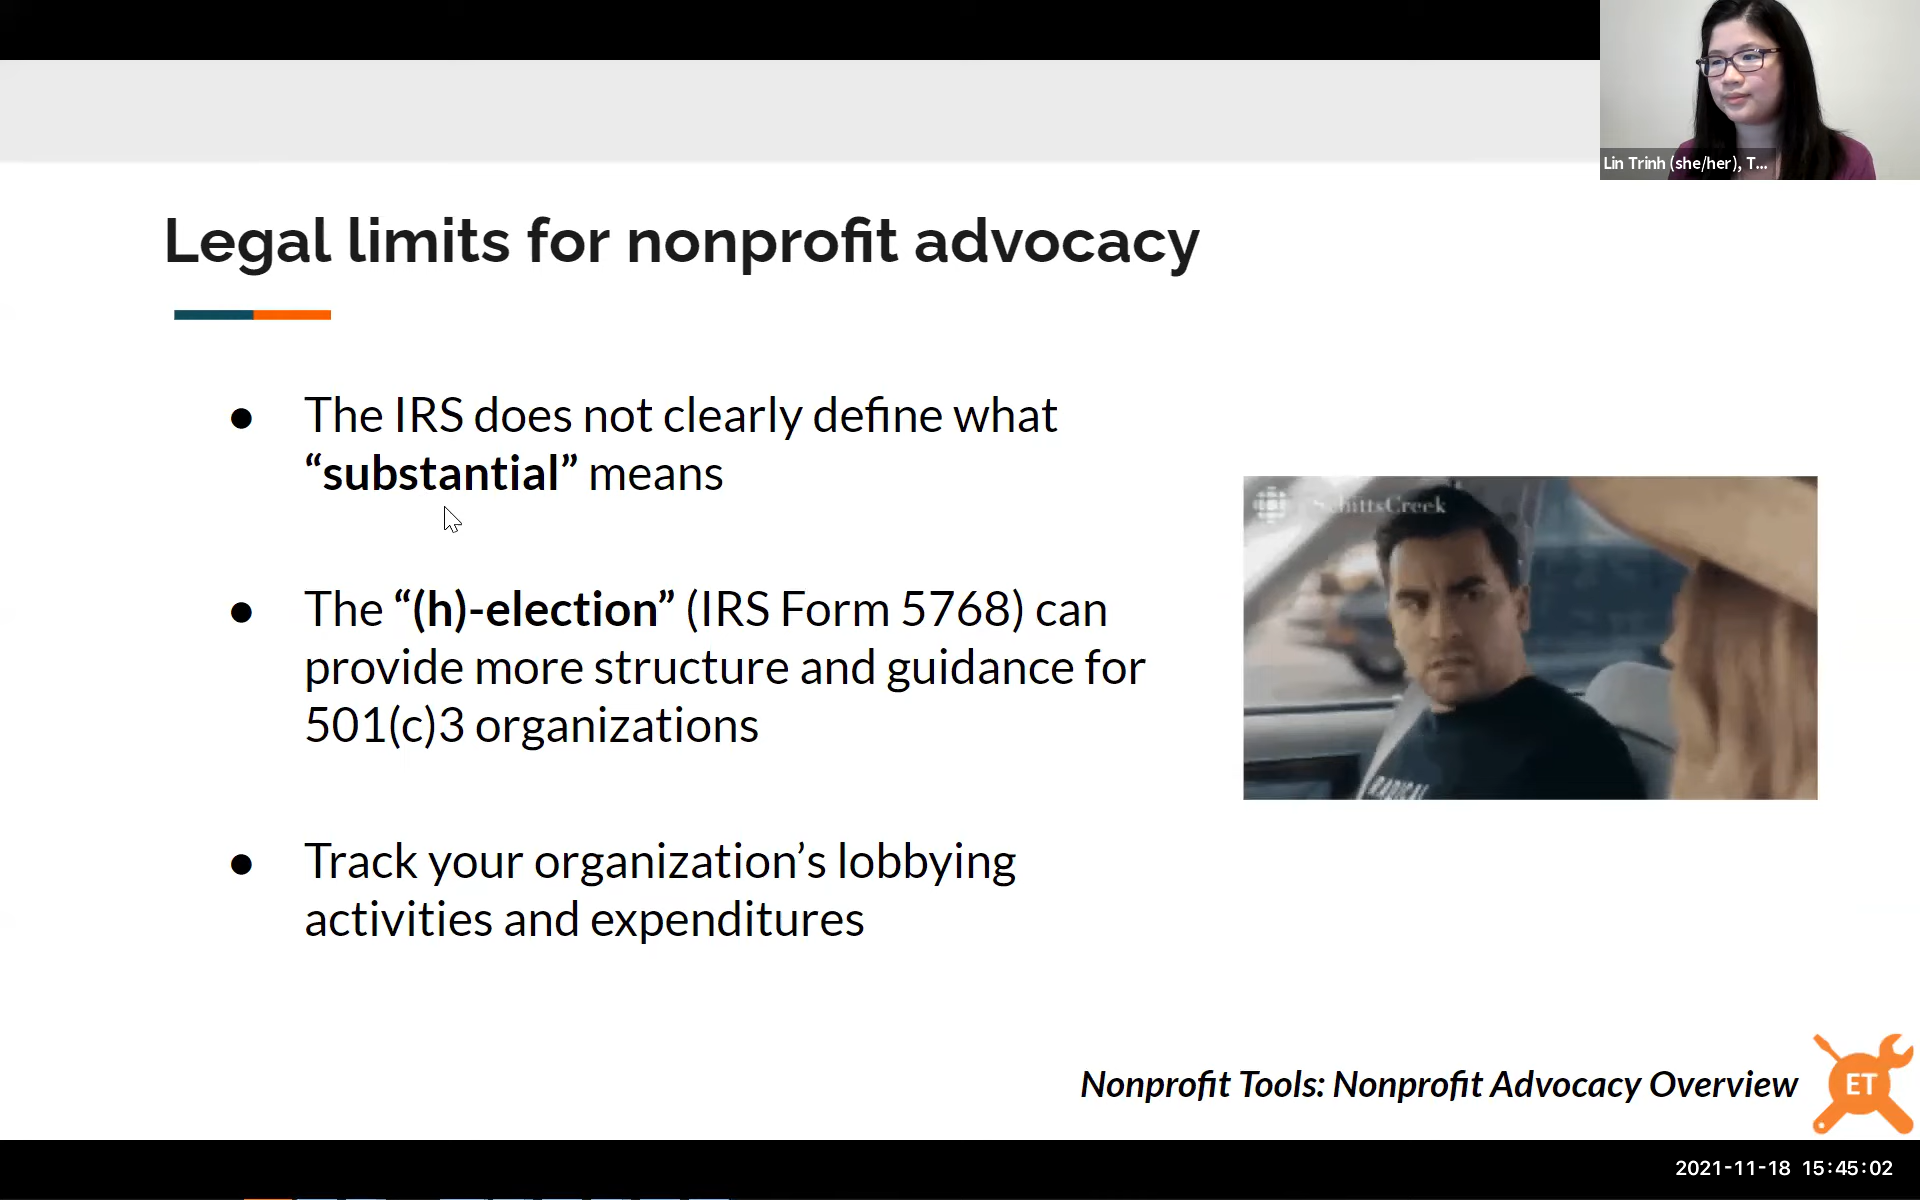 Lin Trinh (she/her), T...
Legal limits for nonprofit advocacy
● The IRS does not clearly define what
“substantial” means
● The “(h)-election” (IRS Form 5768) can
provide more structure and guidance for
501(c)3 organizations
● Track your organization’s lobbying
activities and expenditures
SchittsCreek
RADICAL
Nonprofit Tools: Nonprofit Advocacy Overview
ET
2021-11-18 15:45:02